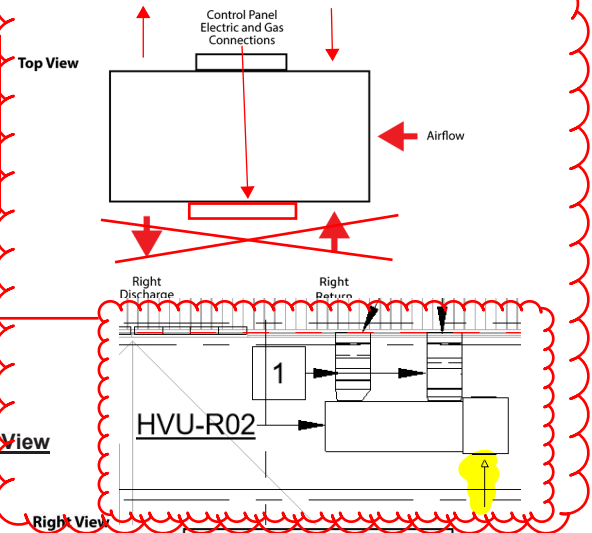 Control Panel
Electric and Gas
Connections
Top View
Airflow
Right
Discharge
Right
Return
1
HVU-R02
View
Right View